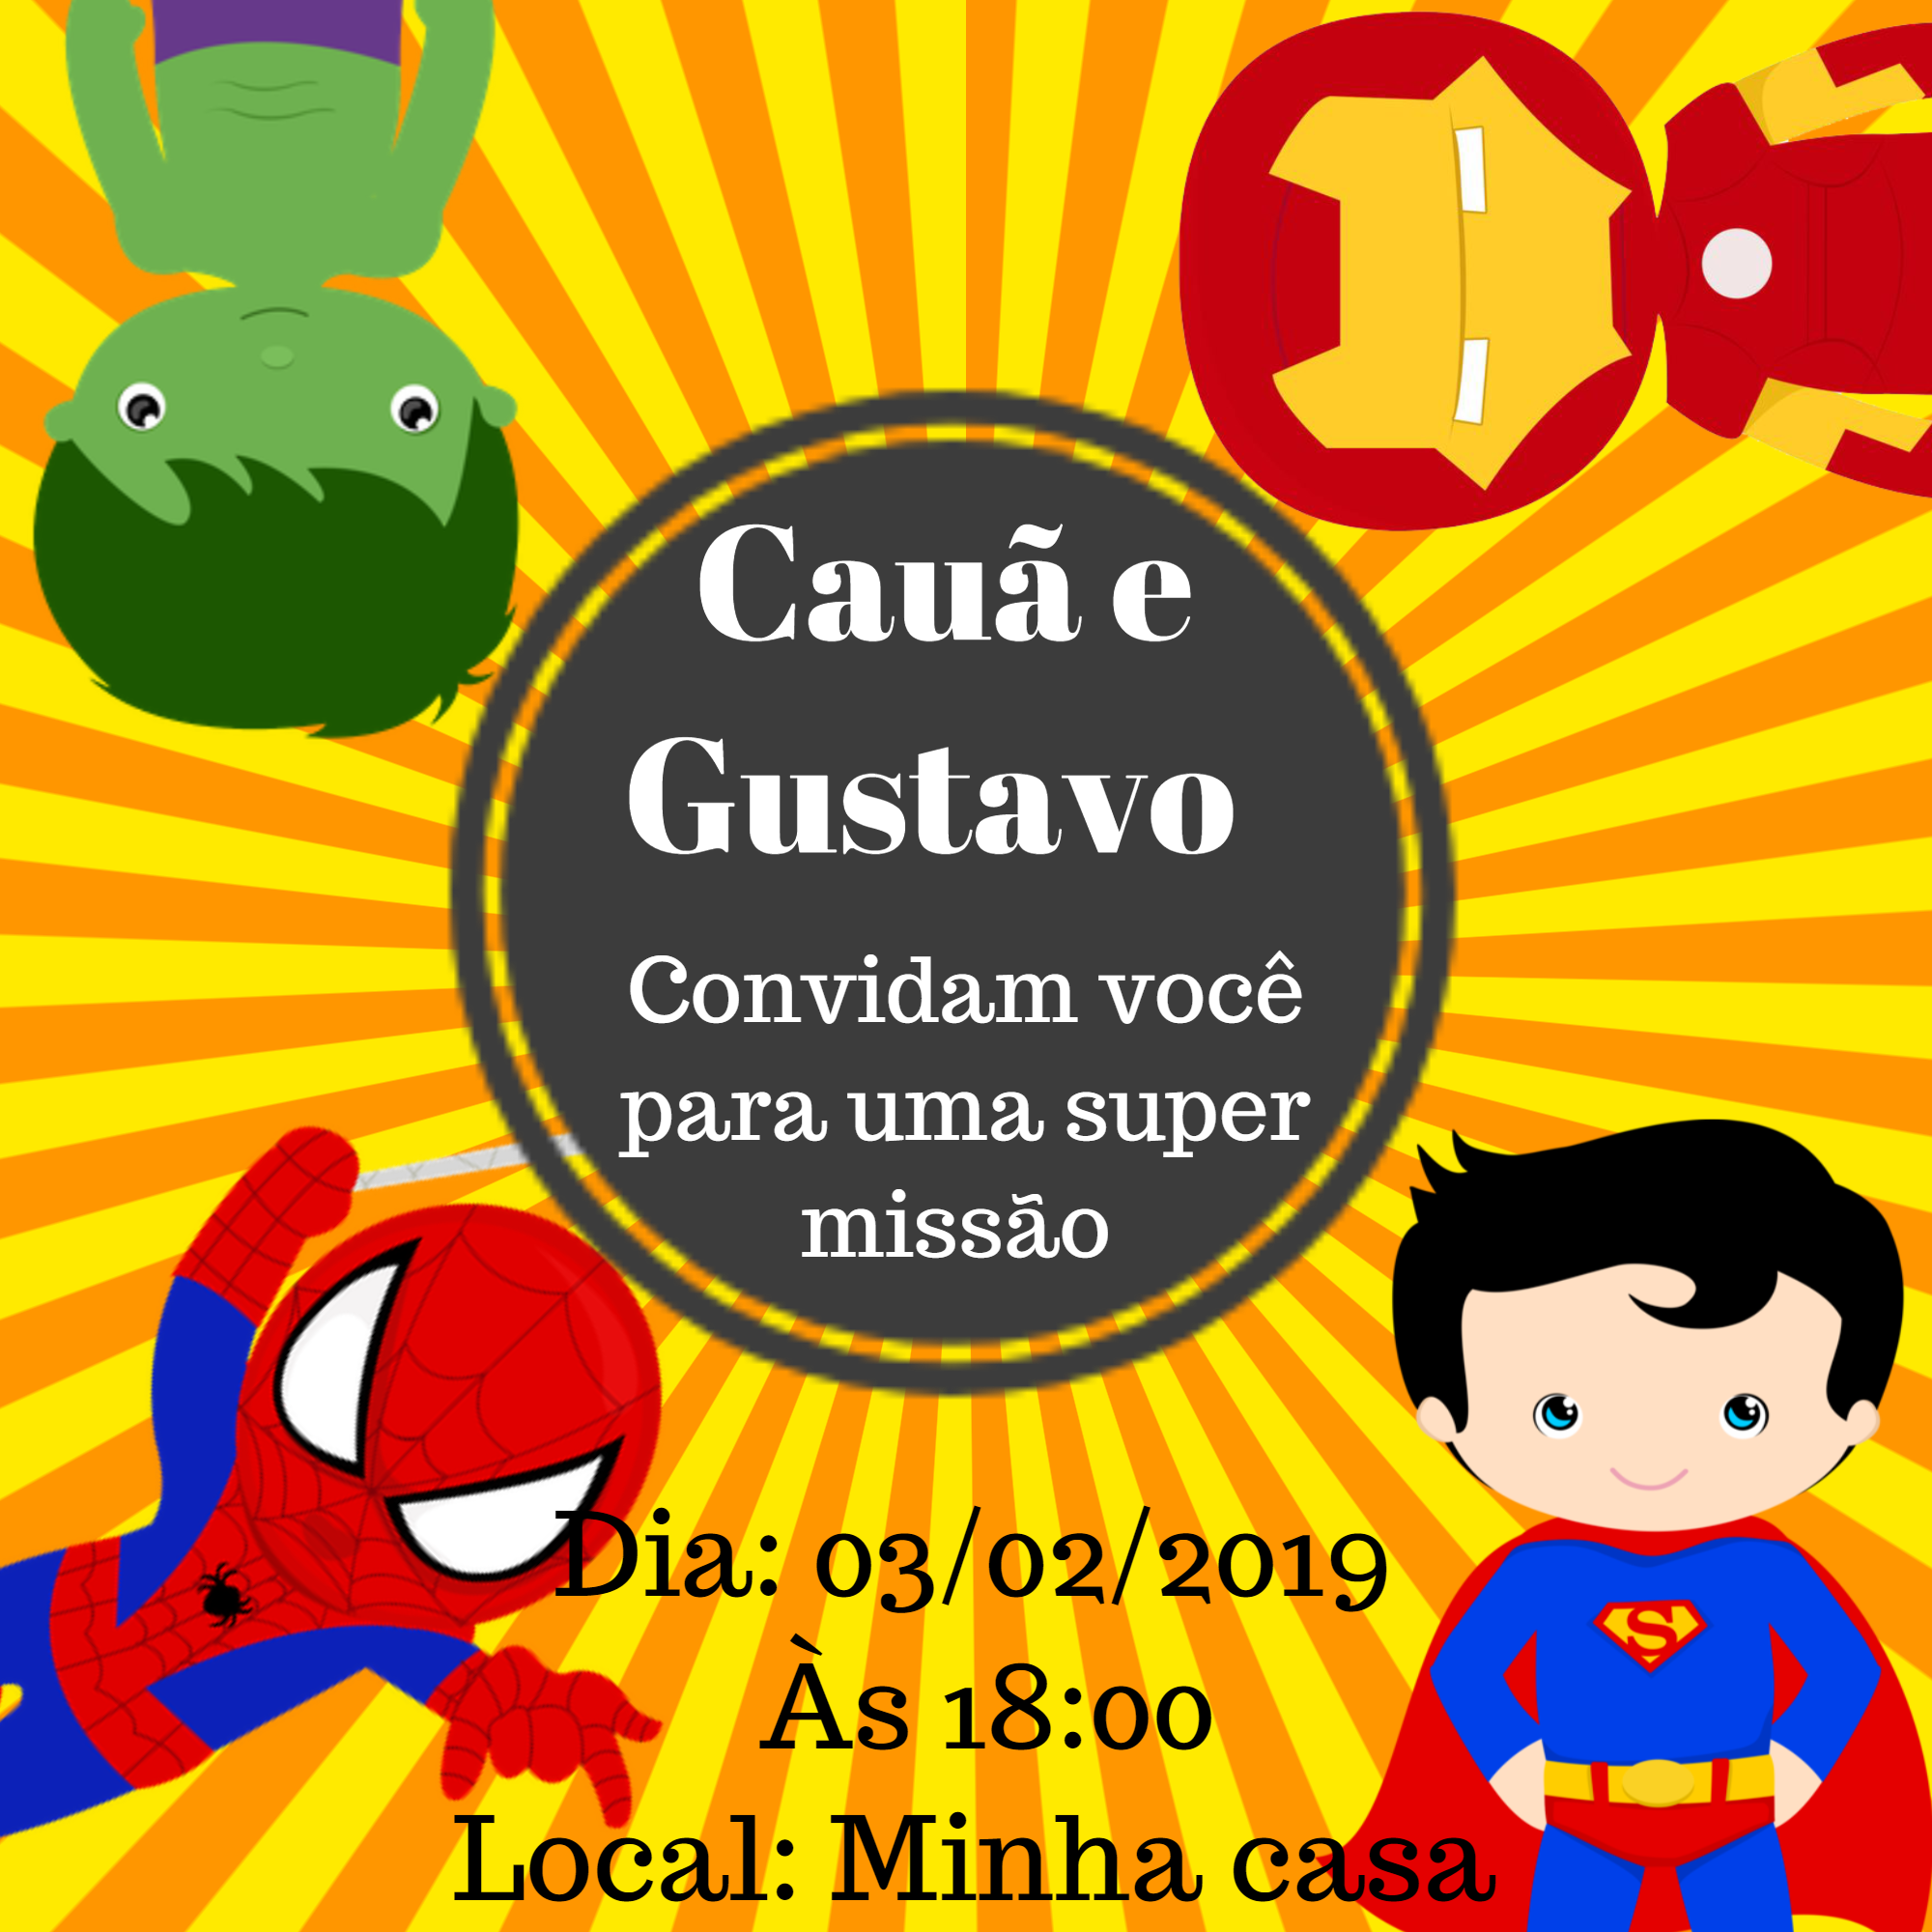 Cauã e
Gustavo
Convidam você
para uma super
missão
S
Dia: 03/02/2019
Às 18:00
Local: Minha casa